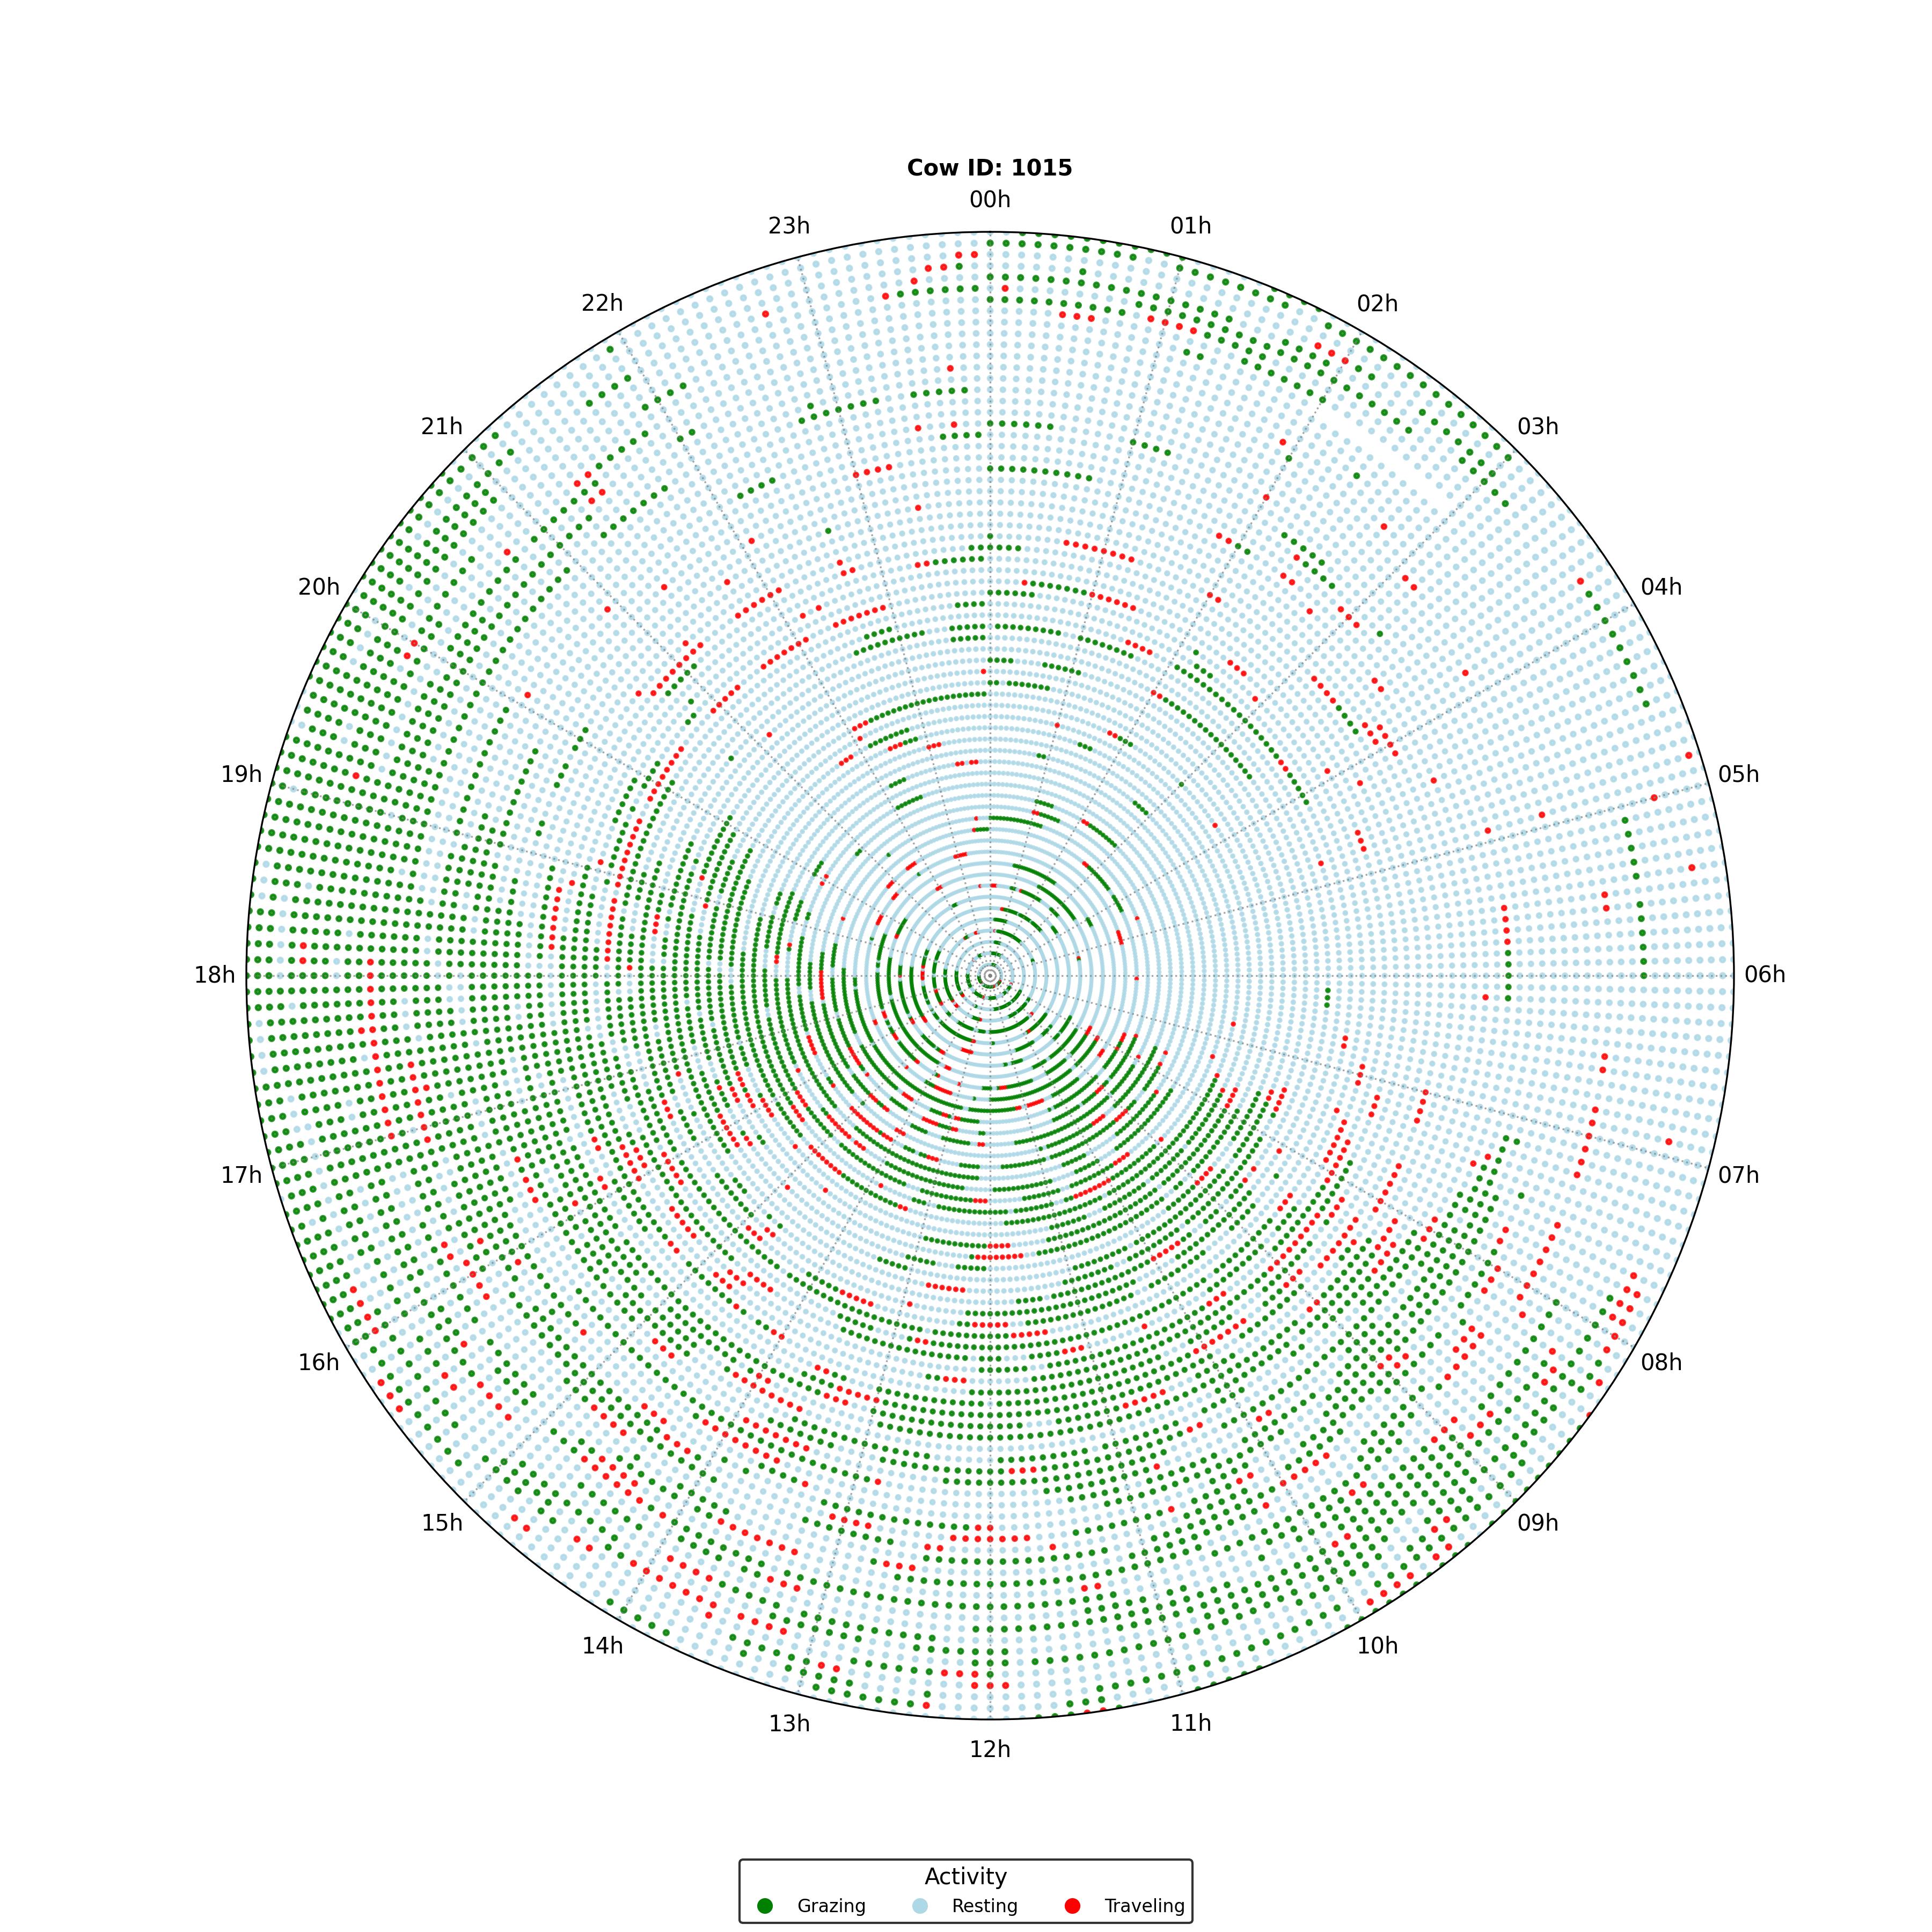 Cow ID: 1015
00h
23h
01h
22h
02h
21h
03h
20h
04h
19h
05h
18h
06h
17h
07h
16h
08h
15h
09h
14h
10h
13h
11h
12h
Activity
Grazing
Resting
Traveling